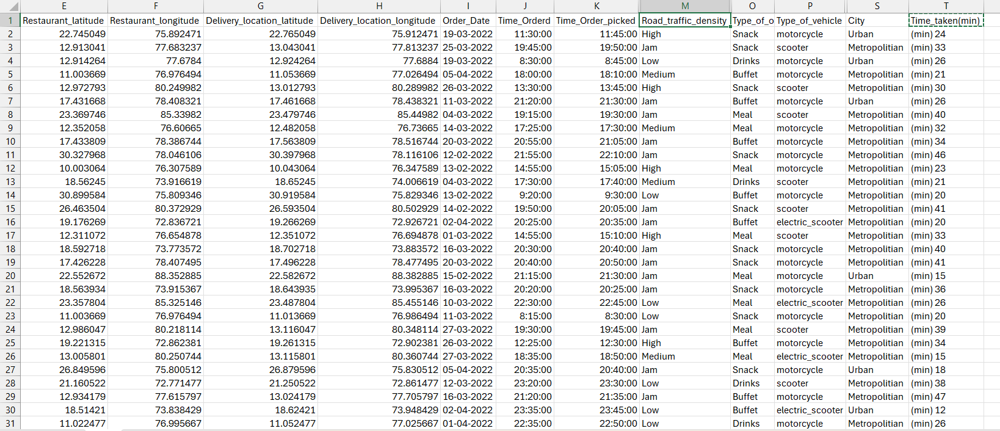 E F G H I J K M O P S T
1 Restaurant_latitude Restaurant_longitude Delivery_location_latitude Delivery_location_longitude Order_Date Time_Orderd Time_Order_picked Road_traffic_density Type_of_o Type_of_vehicle City Time_taken(min)
2 22.745049 75.892471 22.765049 75.912471 19-03-2022 11:30:00 11:45:00 High Snack motorcycle Urban (min) 24
3 12.913041 77.683237 13.043041 77.813237 25-03-2022 19:45:00 19:50:00 Jam Snack scooter Metropolitian (min) 33
4 12.914264 77.6784 12.924264 77.6884 19-03-2022 8:30:00 8:45:00 Low Drinks motorcycle Urban (min) 26
5 11.003669 76.976494 11.053669 77.026494 05-04-2022 18:00:00 18:10:00 Medium Buffet motorcycle Metropolitian (min) 21
6 12.972793 80.249982 13.012793 80.289982 26-03-2022 13:30:00 13:45:00 High Snack scooter Metropolitian (min) 30
7 17.431668 78.408321 17.461668 78.438321 11-03-2022 21:20:00 21:30:00 Jam Buffet motorcycle Urban (min) 26
8 23.369746 85.33982 23.479746 85.44982 04-03-2022 19:15:00 19:30:00 Jam Meal scooter Metropolitian (min) 40
9 12.352058 76.60665 12.482058 76.73665 14-03-2022 17:25:00 17:30:00 Medium Meal motorcycle Metropolitian (min) 32
10 17.433809 78.386744 17.563809 78.516744 20-03-2022 20:55:00 21:05:00 Jam Buffet motorcycle Metropolitian (min) 34
11 30.327968 78.046106 30.397968 78.116106 12-02-2022 21:55:00 22:10:00 Jam Snack motorcycle Metropolitian (min) 46
12 10.003064 76.307589 10.043064 76.347589 13-02-2022 14:55:00 15:05:00 High Meal motorcycle Metropolitian (min) 23
13 18.56245 73.916619 18.65245 74.006619 04-03-2022 17:30:00 17:40:00 Medium Drinks scooter Metropolitian (min) 21
14 30.899584 75.809346 30.919584 75.829346 13-02-2022 9:20:00 9:30:00 Low Buffet motorcycle Metropolitian (min) 20
15 26.463504 80.372929 26.593504 80.502929 14-02-2022 19:50:00 20:05:00 Jam Snack scooter Metropolitian (min) 41
16 19.176269 72.836721 19.266269 72.926721 02-04-2022 20:25:00 20:35:00 Jam Buffet electric_scooter Metropolitian (min) 20
17 12.311072 76.654878 12.351072 76.694878 01-03-2022 14:55:00 15:10:00 High Meal scooter Metropolitian (min) 33
18 18.592718 73.773572 18.702718 73.883572 16-03-2022 20:30:00 20:40:00 Jam Snack motorcycle Metropolitian (min) 40
19 17.426228 78.407495 17.496228 78.477495 20-03-2022 20:40:00 20:50:00 Jam Snack motorcycle Metropolitian (min) 41
20 22.552672 88.352885 22.582672 88.382885 15-02-2022 21:15:00 21:30:00 Jam Meal motorcycle Urban (min) 15
21 18.563934 73.915367 18.643935 73.995367 16-03-2022 20:20:00 20:25:00 Jam Snack motorcycle Metropolitian (min) 36
22 23.357804 85.325146 23.487804 85.455146 10-03-2022 22:30:00 22:45:00 Low Meal electric_scooter Metropolitian (min) 26
23 11.003669 76.976494 11.013669 76.986494 11-03-2022 8:15:00 8:30:00 Low Snack motorcycle Metropolitian (min) 20
24 12.986047 80.218114 13.116047 80.348114 27-03-2022 19:30:00 19:45:00 Jam Meal scooter Metropolitian (min) 39
25 19.221315 72.862381 19.261315 72.902381 26-03-2022 12:25:00 12:30:00 High Buffet motorcycle Metropolitian (min) 34
26 13.005801 80.250744 13.115801 80.360744 27-03-2022 18:35:00 18:50:00 Medium Meal electric_scooter Metropolitian (min) 15
27 26.849596 75.800512 26.879596 75.830512 05-04-2022 20:35:00 20:40:00 Jam Snack motorcycle Urban (min) 18
28 21.160522 72.771477 21.250522 72.861477 12-03-2022 23:20:00 23:30:00 Low Drinks scooter Metropolitian (min) 38
29 12.934179 77.615797 13.024179 77.705797 16-03-2022 21:20:00 21:35:00 Jam Buffet motorcycle Metropolitian (min) 47
30 18.51421 73.838429 18.62421 73.948429 02-04-2022 23:35:00 23:45:00 Low Buffet electric_scooter Urban (min) 12
31 11.022477 76.995667 11.052477 77.025667 01-04-2022 22:35:00 22:50:00 Low Drinks motorcycle Metropolitian (min) 26